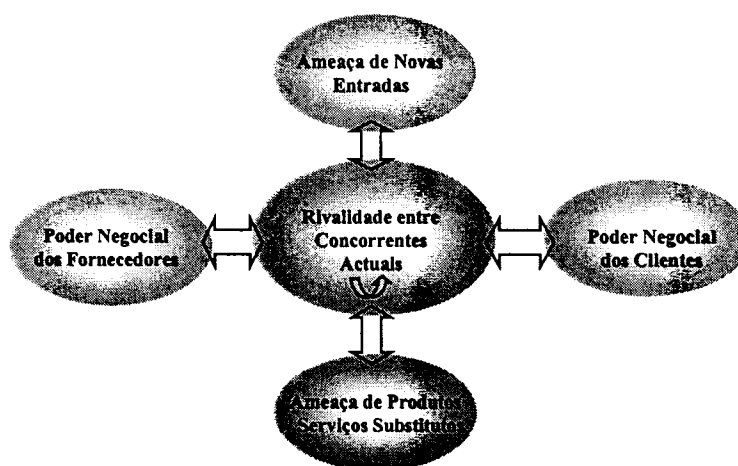 Ameaça de Novas
Entradas
Poder Negocial
dos Fornecedores
Rivalidade entre
Concorrentes
Actuais
Poder Negocial
dos Clientes
Ameaça de Produtos
Serviços Substitutos